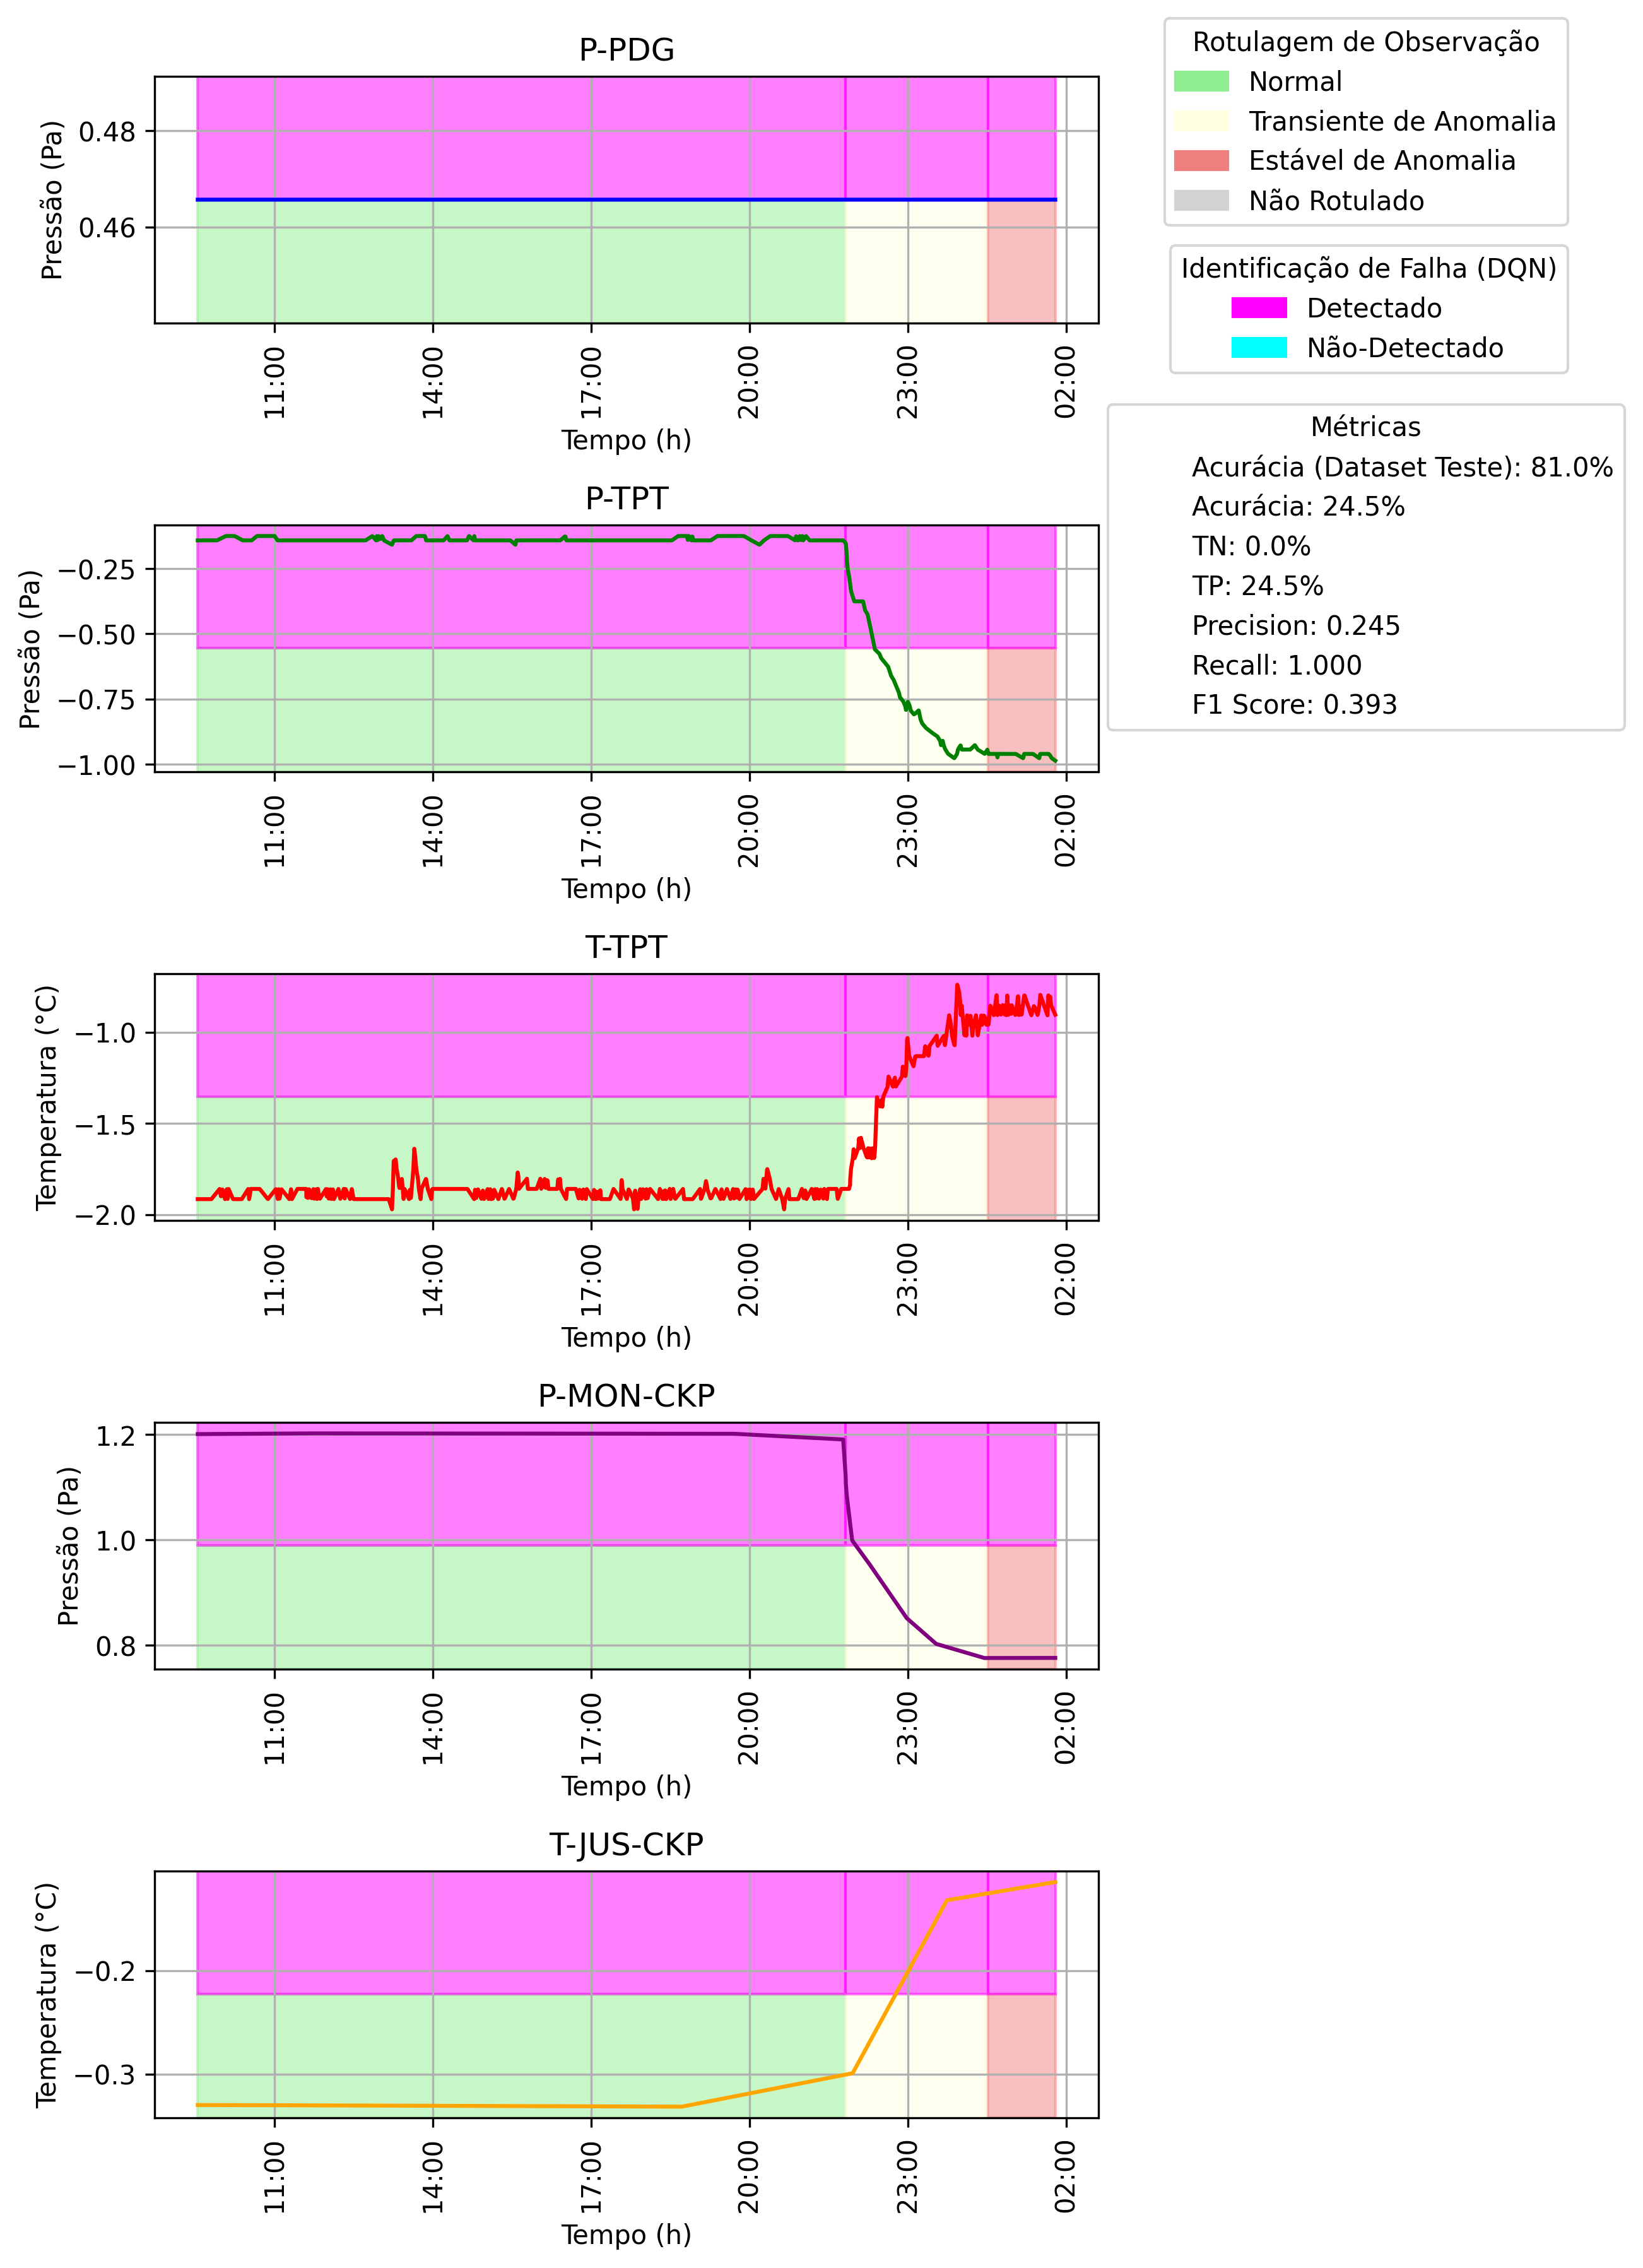 P-PDG
Pressão (Pa)
0.48
0.46
11:00
14:00
17:00
20:00
23:00
02:00
Tempo (h)
Rotulagem de Observação
Normal
Transiente de Anomalia
Estável de Anomalia
Não Rotulado
Identificação de Falha (DQN)
Detectado
Não-Detectado
Métricas
Acurácia (Dataset Teste): 81.0%
Acurácia: 24.5%
TN: 0.0%
TP: 24.5%
Precision: 0.245
Recall: 1.000
F1 Score: 0.393
P-TPT
Pressão (Pa)
−0.25
−0.50
−0.75
−1.00
11:00
14:00
17:00
20:00
23:00
02:00
Tempo (h)
T-TPT
Temperatura (°C)
−1.0
−1.5
−2.0
11:00
14:00
17:00
20:00
23:00
02:00
Tempo (h)
P-MON-CKP
Pressão (Pa)
1.2
1.0
0.8
11:00
14:00
17:00
20:00
23:00
02:00
Tempo (h)
T-JUS-CKP
Temperatura (°C)
−0.2
−0.3
11:00
14:00
17:00
20:00
23:00
02:00
Tempo (h)